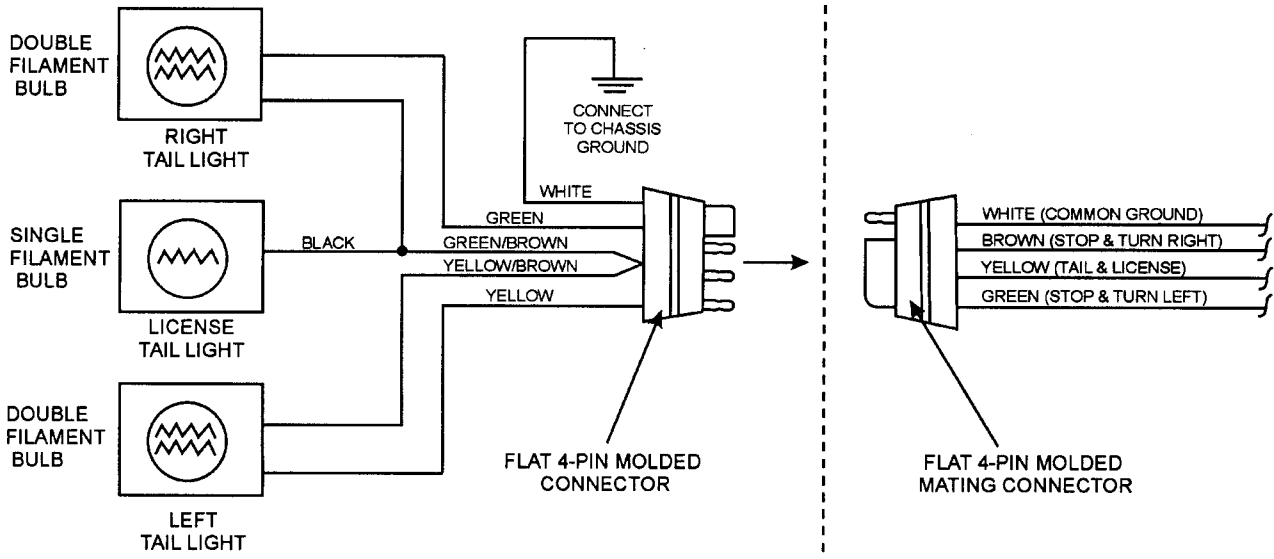 DOUBLE
FILAMENT
BULB
RIGHT
TAIL LIGHT
SINGLE
FILAMENT
BULB
LICENSE
TAIL LIGHT
DOUBLE
FILAMENT
BULB
LEFT
TAIL LIGHT
CONNECT
TO CHASSIS
GROUND
WHITE
GREEN
BLACK
GREEN/BROWN
YELLOW/BROWN
YELLOW
FLAT 4-PIN MOLDED
CONNECTOR
WHITE (COMMON GROUND)
BROWN (STOP & TURN RIGHT)
YELLOW (TAIL & LICENSE)
GREEN (STOP & TURN LEFT)
FLAT 4-PIN MOLDED
MATING CONNECTOR